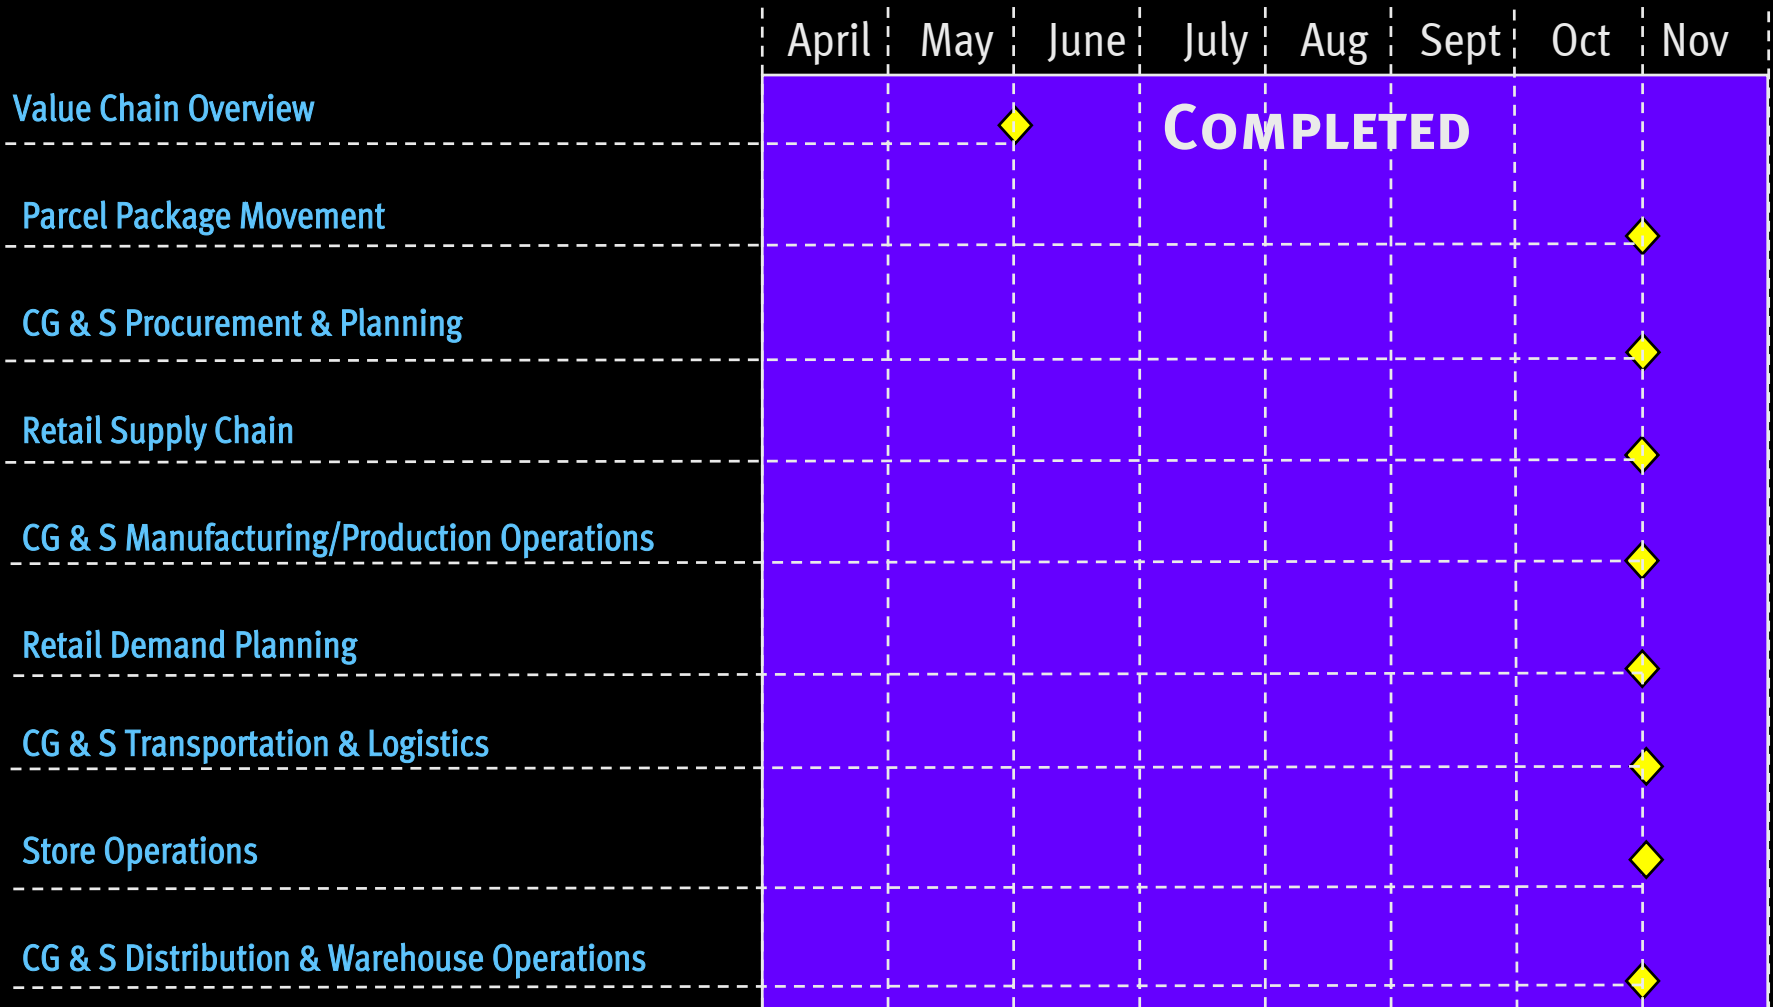 April May June July Aug Sept Oct Nov
Value Chain Overview
COMPLETED
Parcel Package Movement
CG & S Procurement & Planning
Retail Supply Chain
CG & S Manufacturing/Production Operations
Retail Demand Planning
CG & S Transportation & Logistics
Store Operations
CG & S Distribution & Warehouse Operations